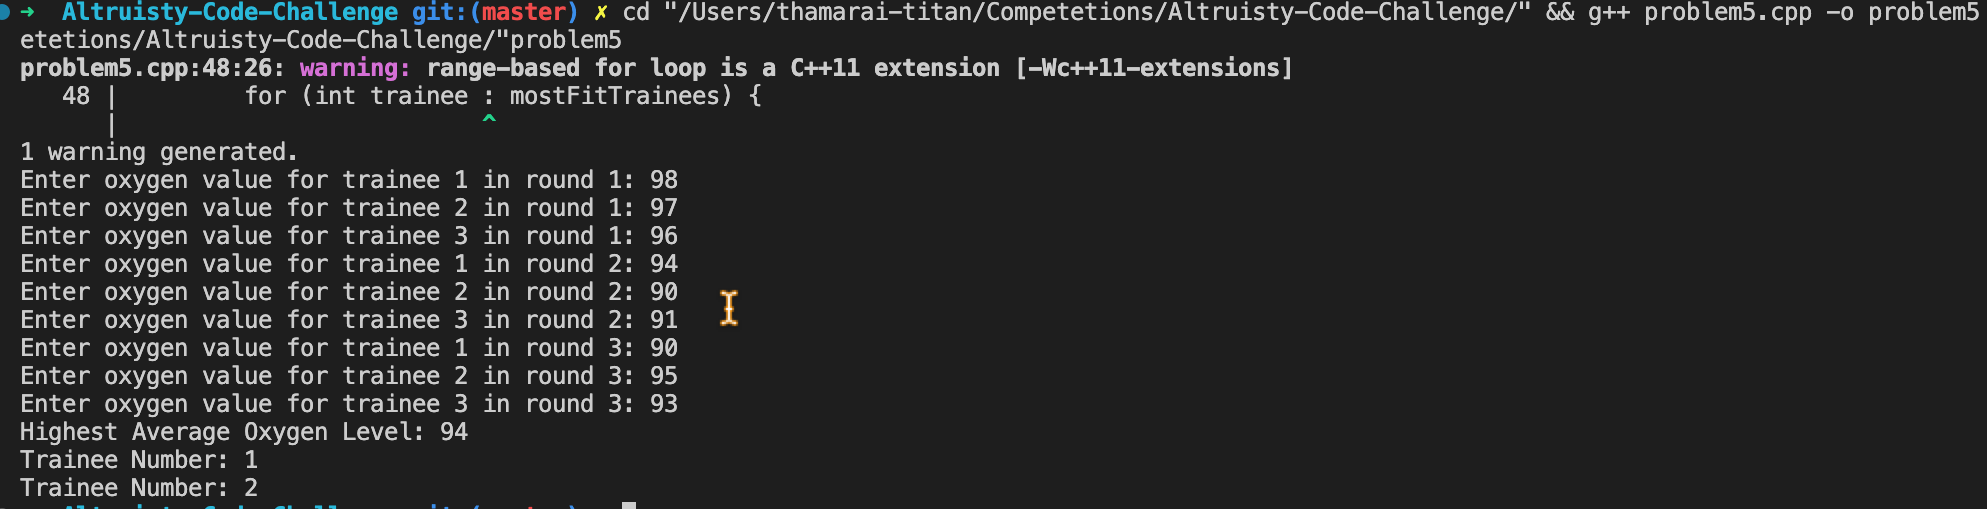 ➜ Altruisty-Code-Challenge git:(master) ✗ cd "/Users/thamarai-titan/Competetions/Altruisty-Code-Challenge/" && g++ problem5.cpp -o problem5
etetions/Altruisty-Code-Challenge/"problem5
problem5.cpp:48:26: warning: range-based for loop is a C++11 extension [-Wc++11-extensions]
48 | for (int trainee : mostFitTrainees) {
| ^
1 warning generated.
Enter oxygen value for trainee 1 in round 1: 98
Enter oxygen value for trainee 2 in round 1: 97
Enter oxygen value for trainee 3 in round 1: 96
Enter oxygen value for trainee 1 in round 2: 94
Enter oxygen value for trainee 2 in round 2: 90
Enter oxygen value for trainee 3 in round 2: 91
Enter oxygen value for trainee 1 in round 3: 90
Enter oxygen value for trainee 2 in round 3: 95
Enter oxygen value for trainee 3 in round 3: 93
Highest Average Oxygen Level: 94
Trainee Number: 1
Trainee Number: 2